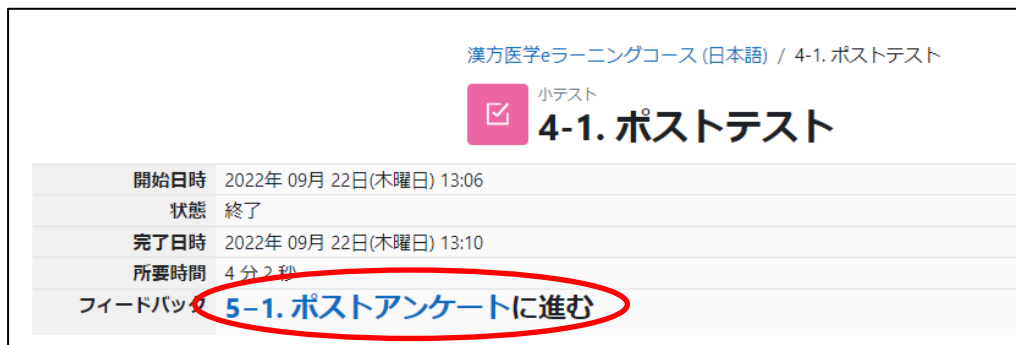 漢方医学eラーニングコース (日本語) / 4-1. ポストテスト
小テスト
4-1. ポストテスト
開始日時 2022年 09月 22日(木曜日) 13:06
状態 終了
完了日時 2022年 09月 22日(木曜日) 13:10
所要時間 4 分 2 秒
フィードバック 5−1. ポストアンケートに進む